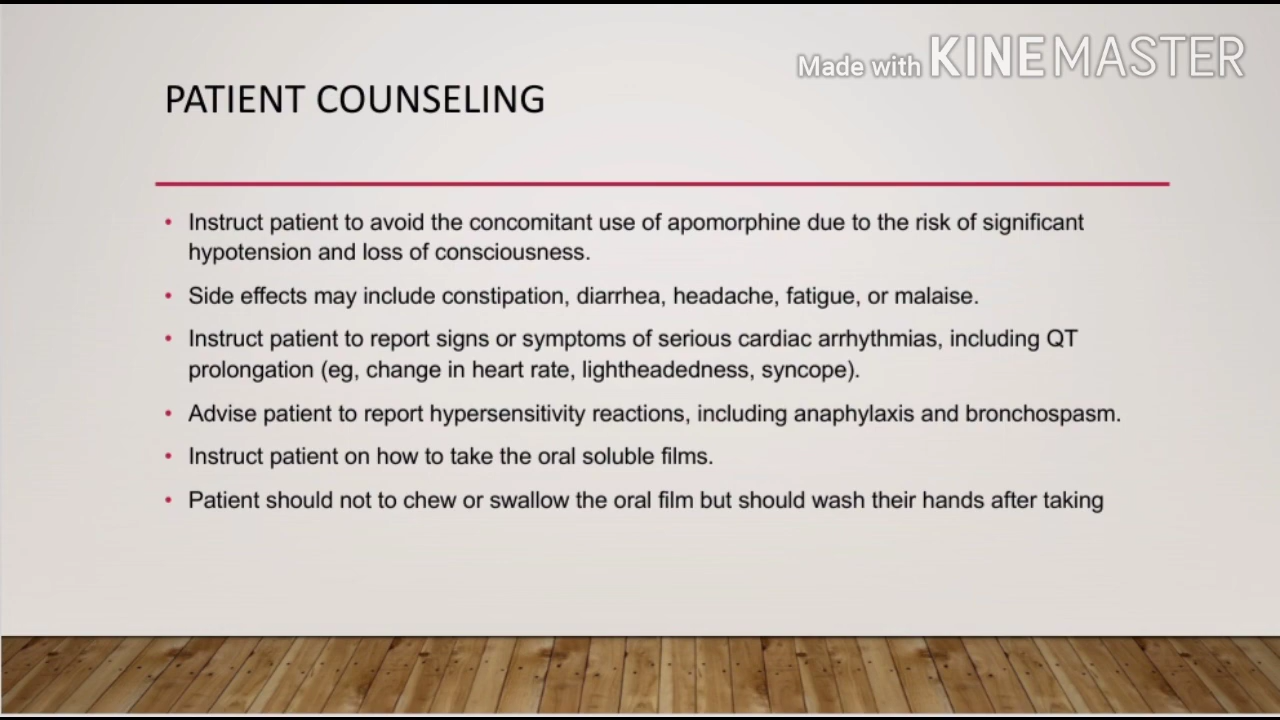 Made with KINEMASTER
PATIENT COUNSELING
• Instruct patient to avoid the concomitant use of apomorphine due to the risk of significant
hypotension and loss of consciousness.
• Side effects may include constipation, diarrhea, headache, fatigue, or malaise.
• Instruct patient to report signs or symptoms of serious cardiac arrhythmias, including QT
prolongation (eg, change in heart rate, lightheadedness, syncope).
• Advise patient to report hypersensitivity reactions, including anaphylaxis and bronchospasm.
• Instruct patient on how to take the oral soluble films.
• Patient should not to chew or swallow the oral film but should wash their hands after taking